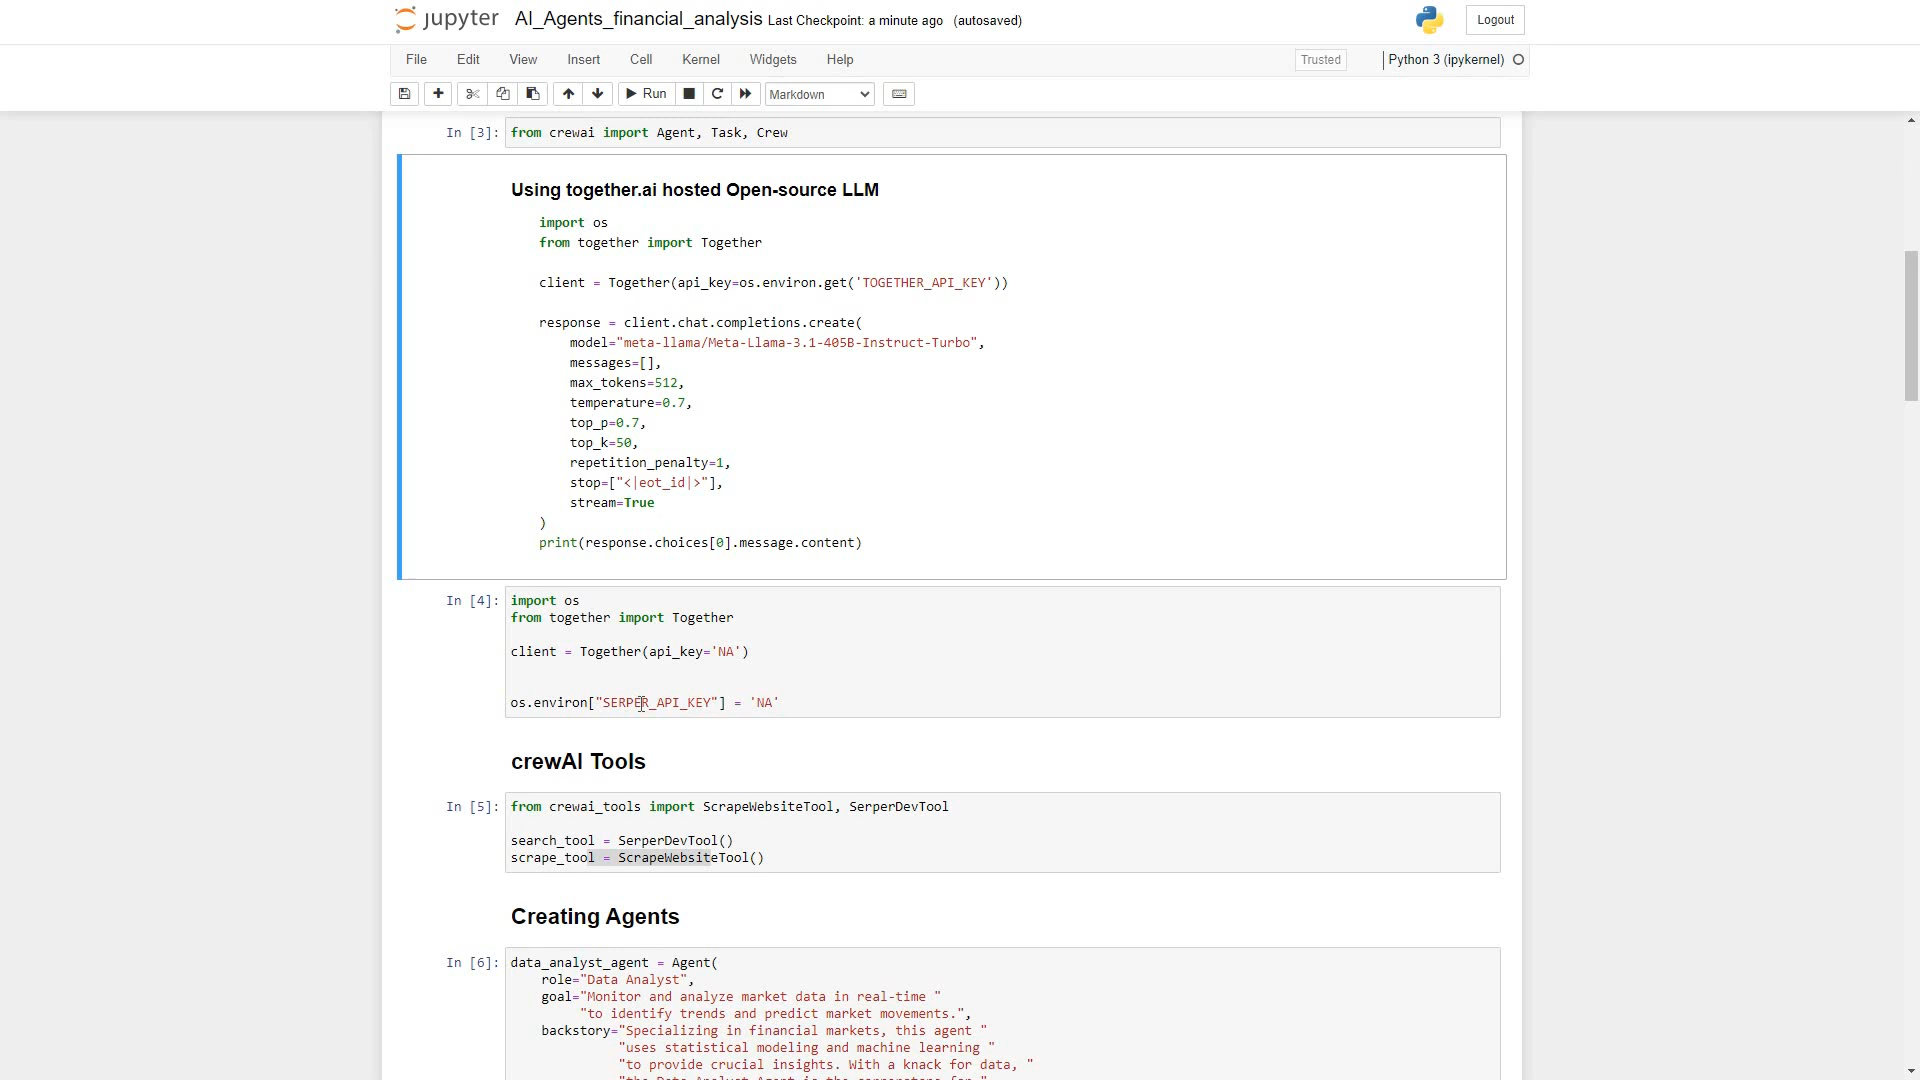 jupyter AI_Agents_financial_analysis Last Checkpoint: a minute ago (autosaved) Logout
File Edit View Insert Cell Kernel Widgets Help Trusted Python 3 (ipykernel)
Run Markdown
In [3]: from crewai import Agent, Task, Crew
Using together.ai hosted Open-source LLM
import os
from together import Together
client = Together(api_key=os.environ.get('TOGETHER_API_KEY'))
response = client.chat.completions.create(
model="meta-llama/Meta-Llama-3.1-405B-Instruct-Turbo",
messages=[],
max_tokens=512,
temperature=0.7,
top_p=0.7,
top_k=50,
repetition_penalty=1,
stop=["<|eot_id|>"],
stream=True
)
print(response.choices[0].message.content)
In [4]: import os
from together import Together
client = Together(api_key='NA')
os.environ["SERPER_API_KEY"] = 'NA'
crewAI Tools
In [5]: from crewai_tools import ScrapeWebsiteTool, SerperDevTool
search_tool = SerperDevTool()
scrape_tool = ScrapeWebsiteTool()
Creating Agents
In [6]: data_analyst_agent = Agent(
role="Data Analyst",
goal="Monitor and analyze market data in real-time "
"to identify trends and predict market movements.",
backstory="Specializing in financial markets, this agent "
"uses statistical modeling and machine learning "
"to provide crucial insights. With a knack for data, "
"the Data Analyst Agent is the cornerstone for "